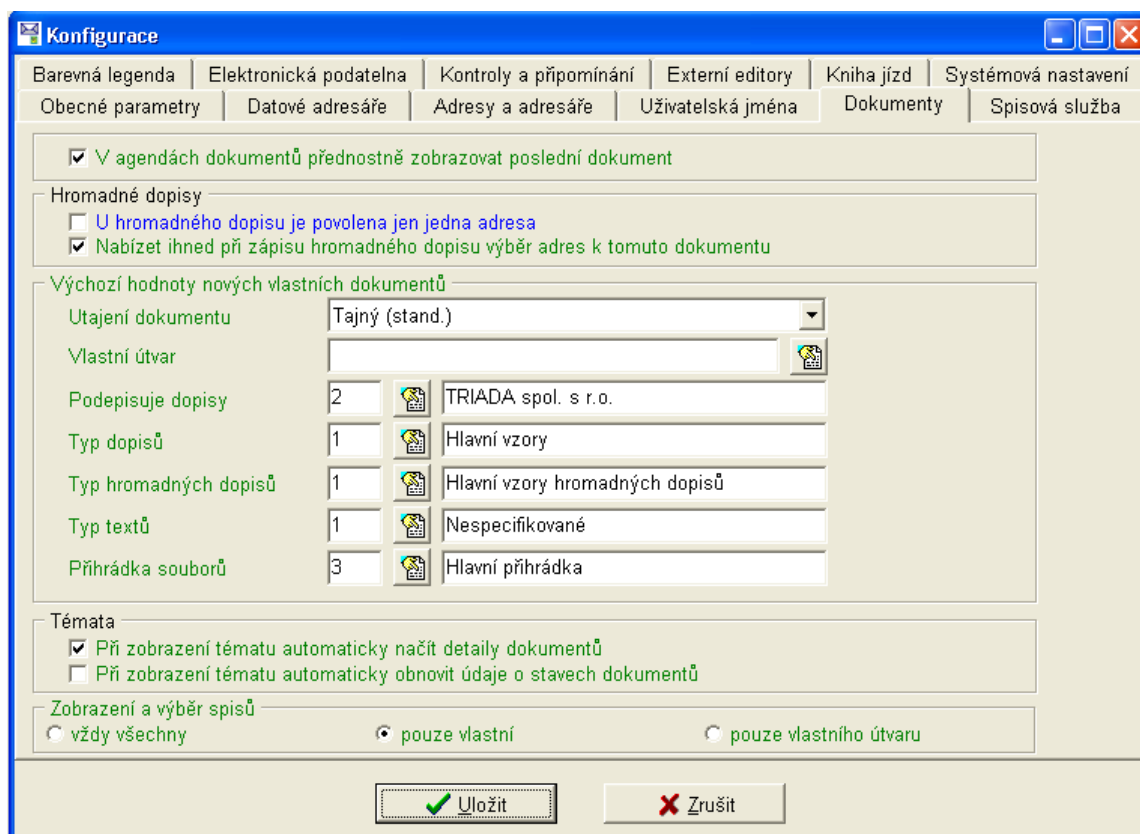 Konfigurace
Barevná legenda Elektronická podatelna Kontroly a připomínání Externí editory Kniha jízd Systémová nastavení
Obecné parametry Datové adresáře Adresy a adresáře Uživatelská jména Dokumenty Spisová služba
V agendách dokumentů přednostně zobrazovat poslední dokument
Hromadné dopisy
U hromadného dopisu je povolena jen jedna adresa
Nabízet ihned při zápisu hromadného dopisu výběr adres k tomuto dokumentu
Výchozí hodnoty nových vlastních dokumentů
Utajení dokumentu Tajný (stand.)
Vlastní útvar
Podepisuje dopisy 2 TRIADA spol. s r.o.
Typ dopisů 1 Hlavní vzory
Typ hromadných dopisů 1 Hlavní vzory hromadných dopisů
Typ textů 1 Nespecifikované
Přihrádka souborů 3 Hlavní přihrádka
Témata
Při zobrazení tématu automaticky načít detaily dokumentů
Při zobrazení tématu automaticky obnovit údaje o stavech dokumentů
Zobrazení a výběr spisů
vždy všechny pouze vlastní pouze vlastního útvaru
Uložit Zrušit